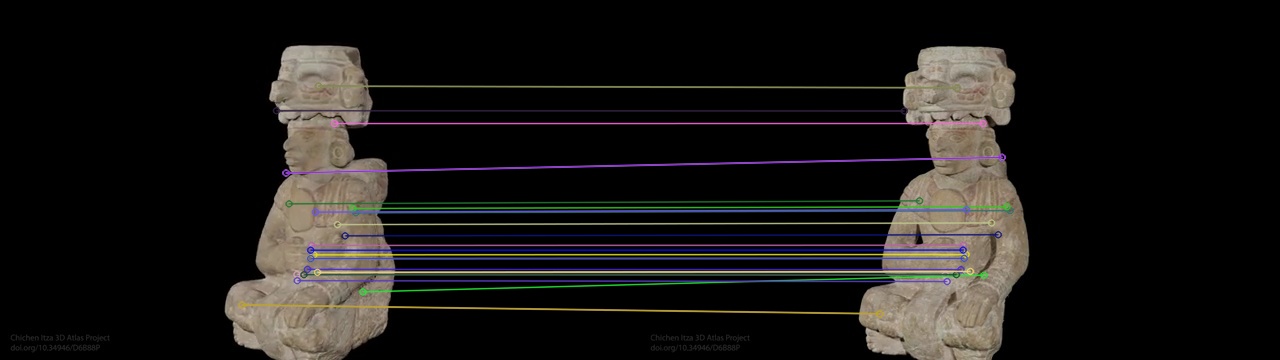 Chichen Itza 3D Atlas Project
doi.org/10.34946/D6B88P
Chichen Itza 3D Atlas Project
doi.org/10.34946/D6B88P